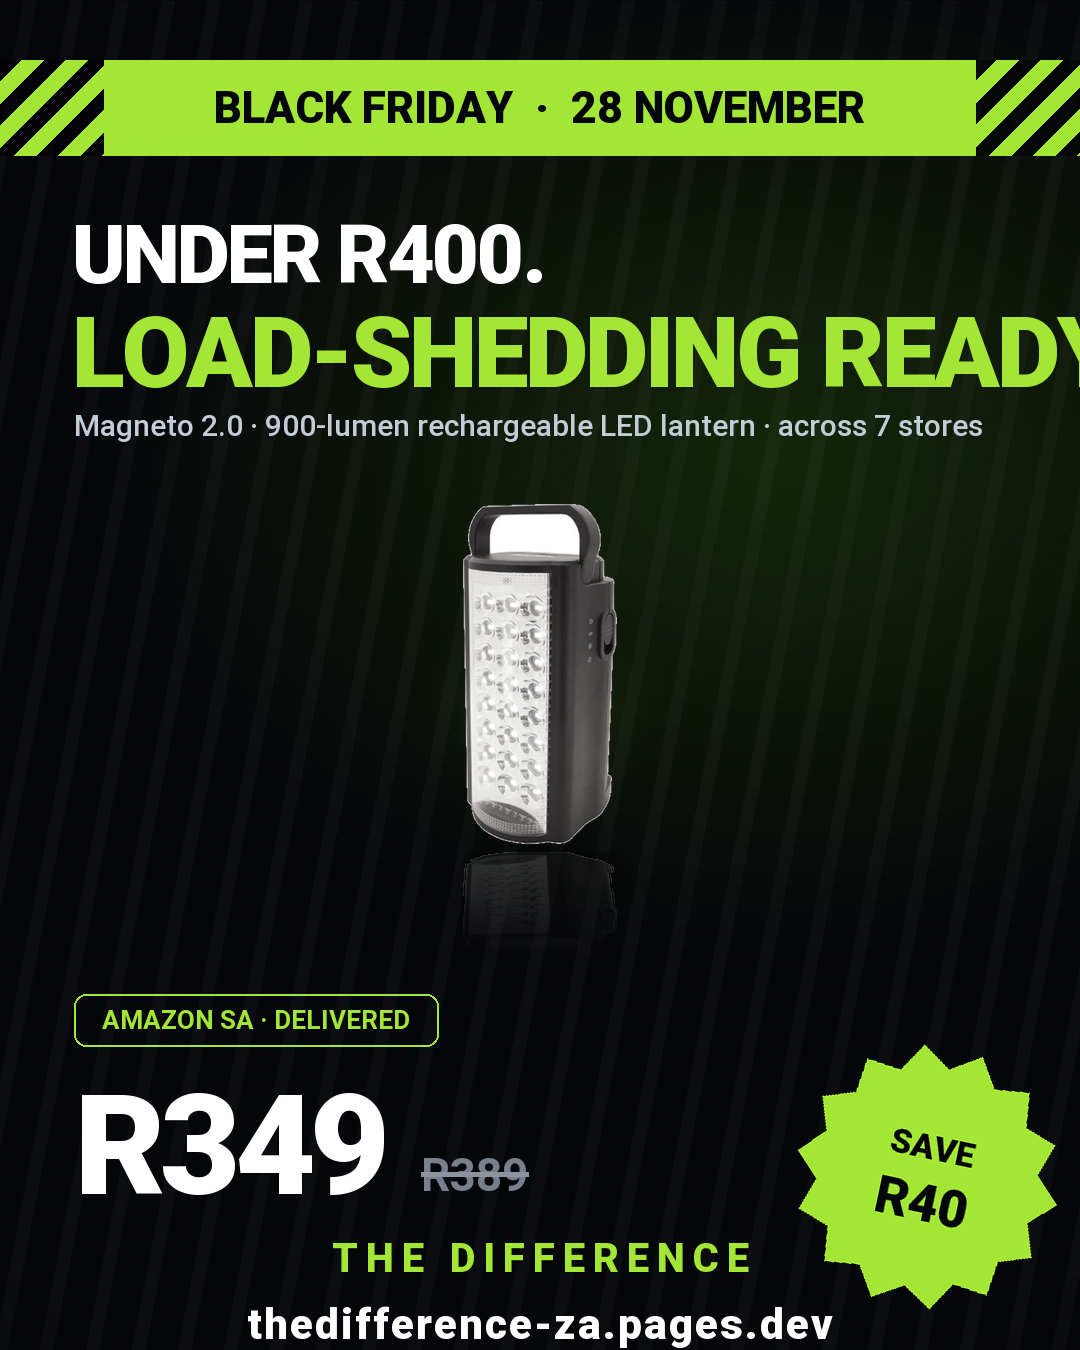 BLACK FRIDAY · 28 NOVEMBER
UNDER R400.
LOAD-SHEDDING READY
Magneto 2.0 · 900-lumen rechargeable LED lantern · across 7 stores
AMAZON SA · DELIVERED
R349 R389
SAVE
R40
THE DIFFERENCE
thedifference-za.pages.dev